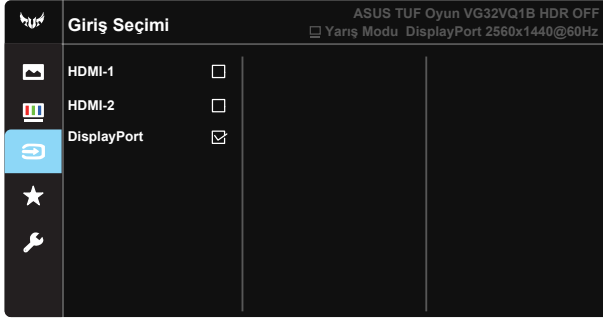 Giriş Seçimi
ASUS TUF Oyun VG32VQ1B HDR OFF
Yarış Modu DisplayPort 2560x1440@60Hz
HDMI-1
HDMI-2
DisplayPort